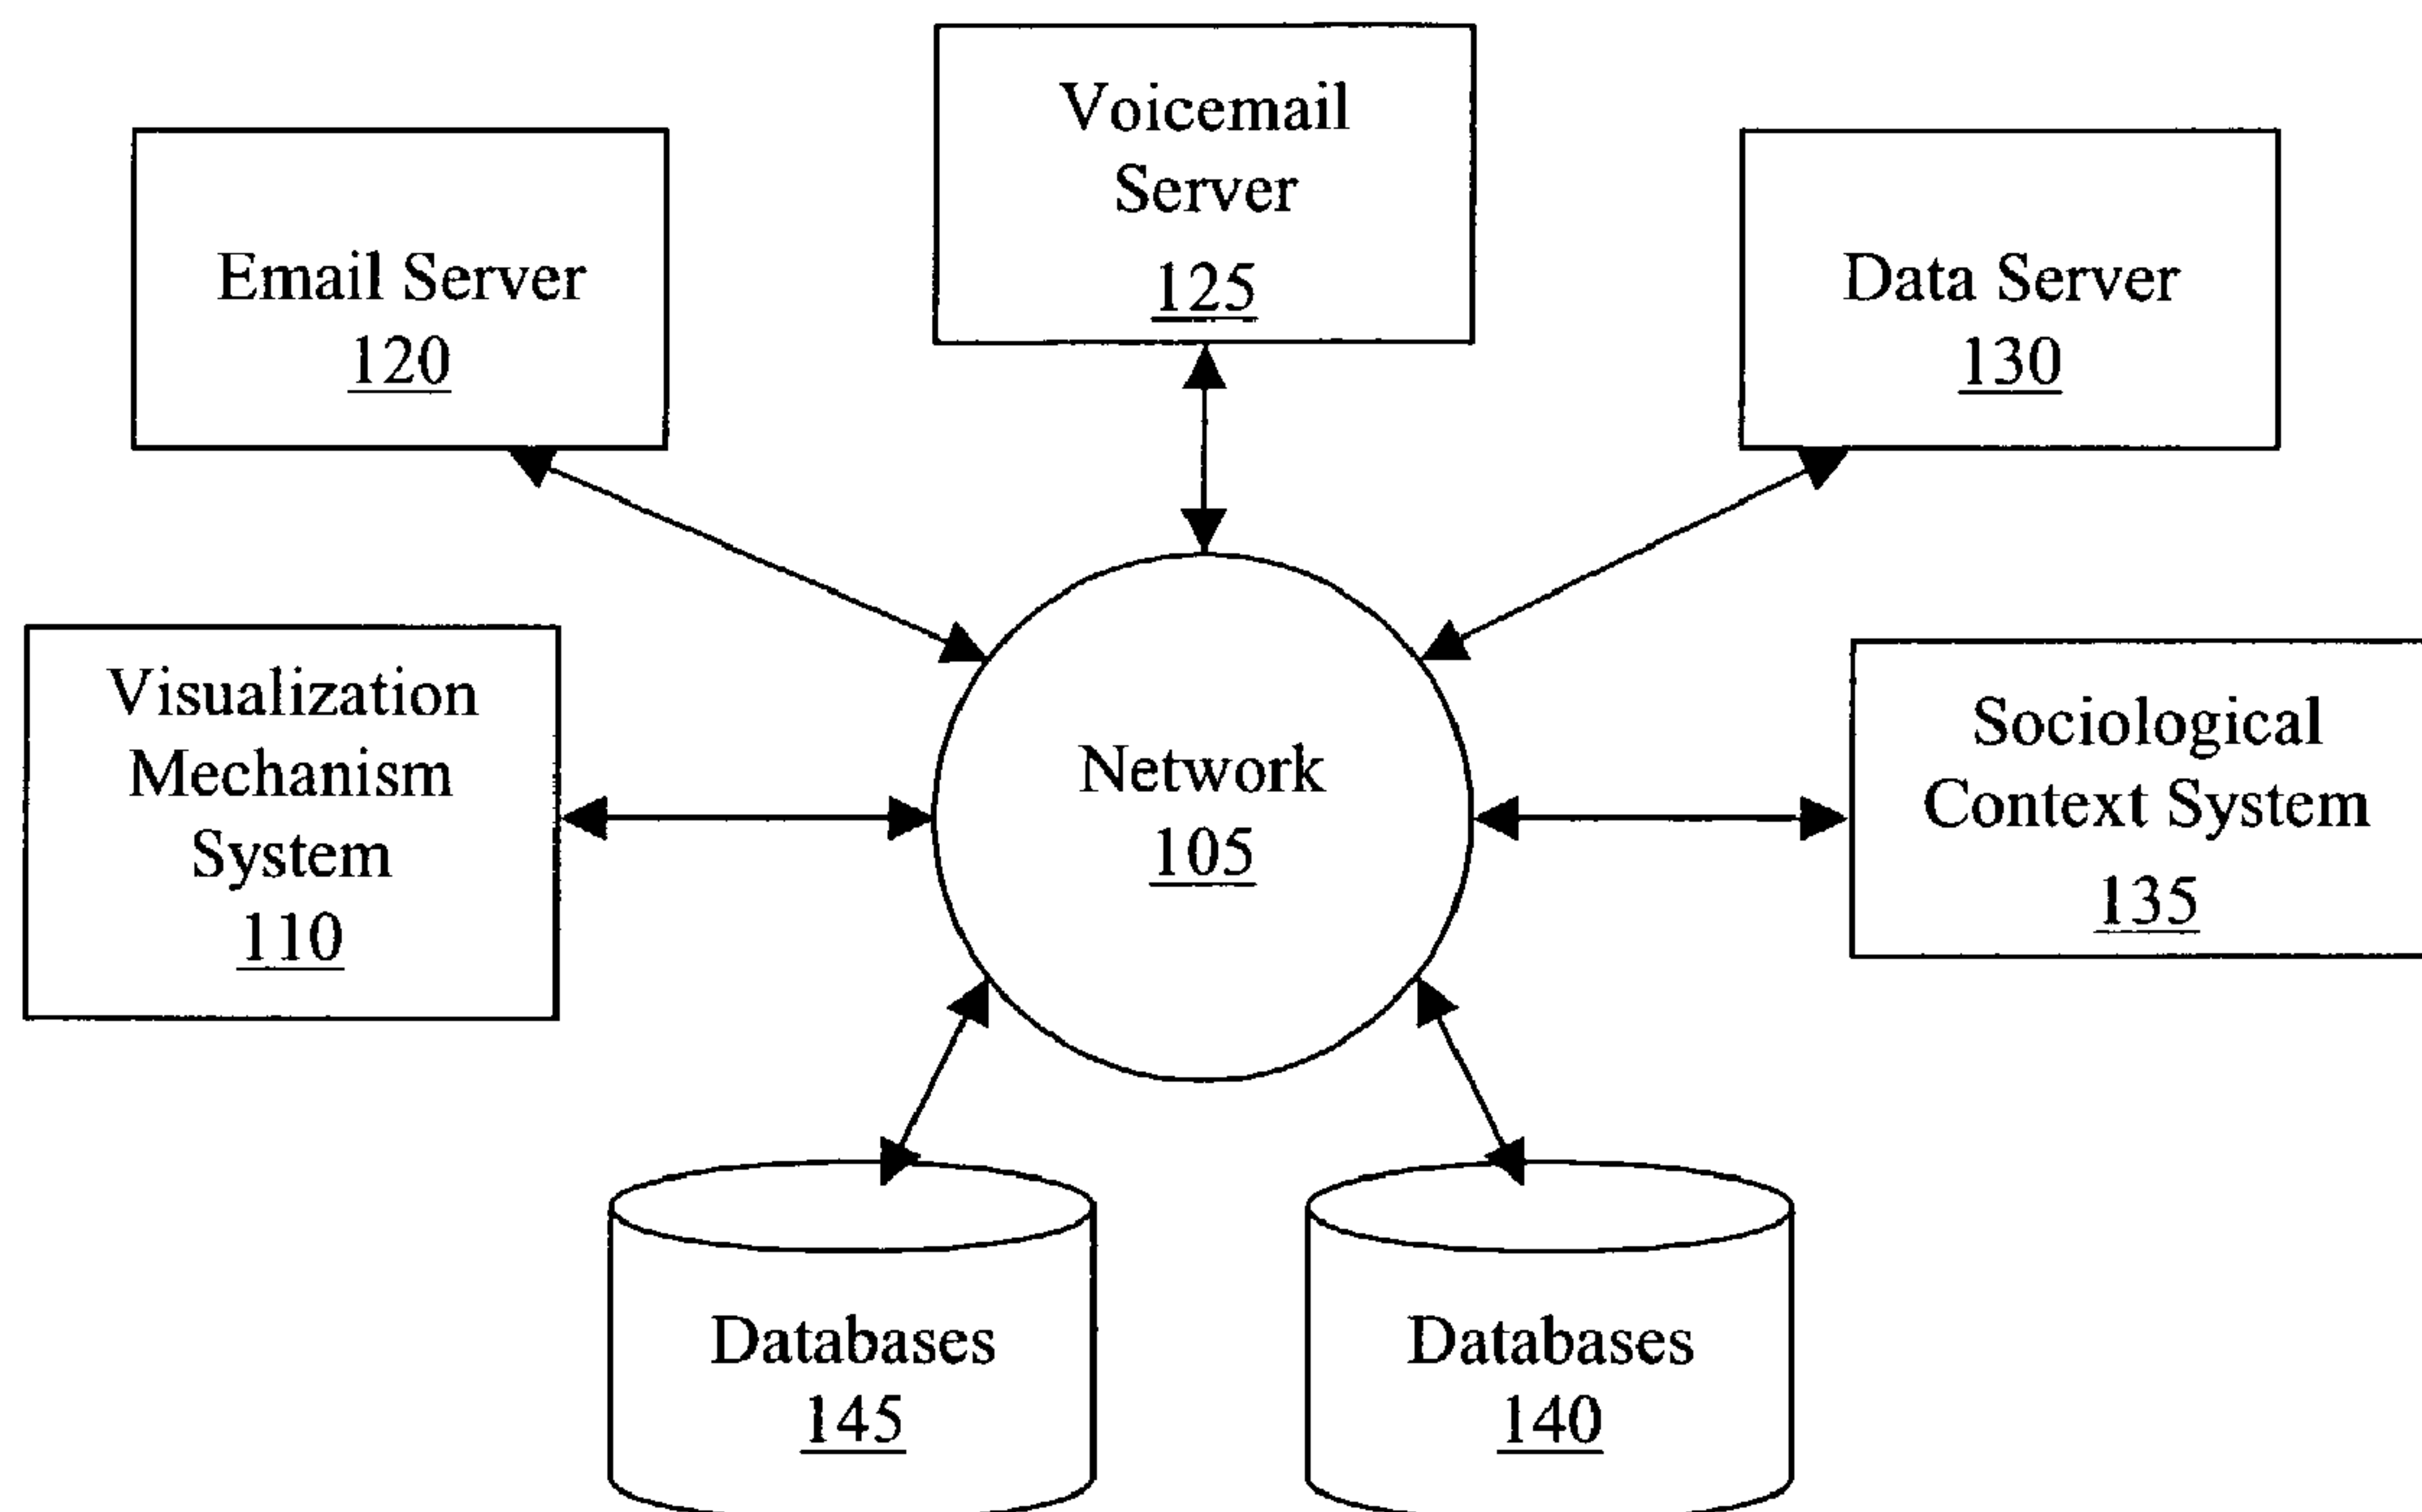 Voicemail
Server
125
Email Server
120
Data Server
130
Visualization
Mechanism
System
110
Network
105
Sociological
Context System
135
Databases
145
Databases
140